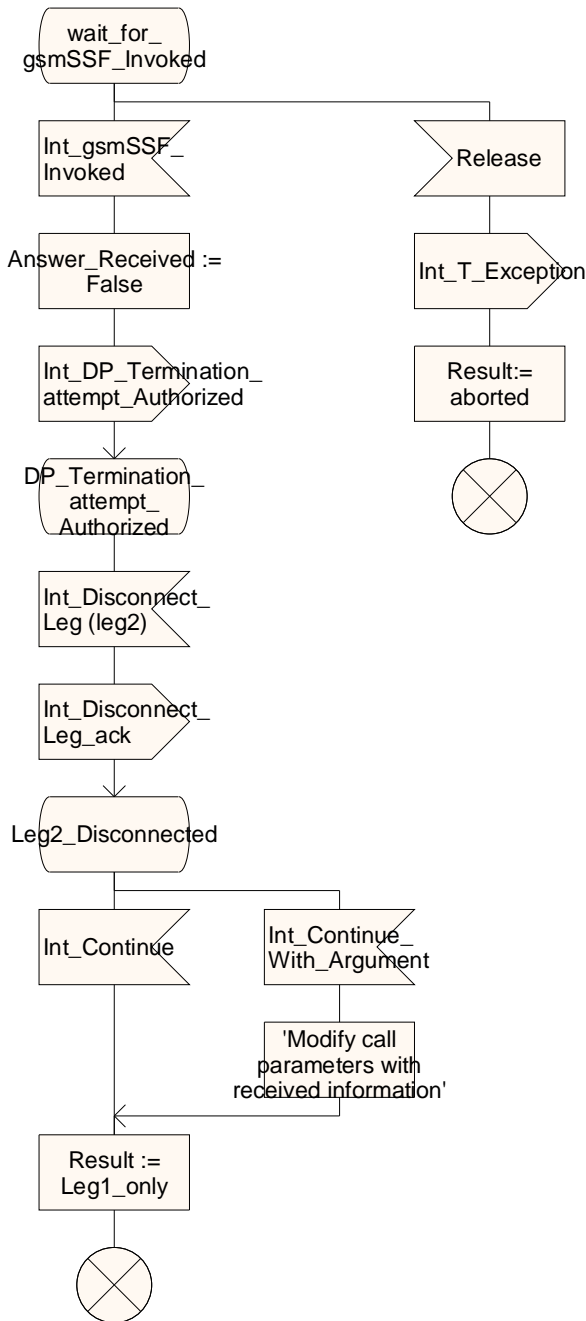 wait_for_
gsmSSF_Invoked
Int_gsmSSF_
Invoked
Release
Answer_Received :=
False
Int_T_Exception
Int_DP_Termination_
attempt_Authorized
Result:=
aborted
DP_Termination_
attempt_
Authorized
Int_Disconnect_
Leg (leg2)
Int_Disconnect_
Leg_ack
Leg2_Disconnected
Int_Continue
Int_Continue_
With_Argument
'Modify call
parameters with
received information'
Result :=
Leg1_only